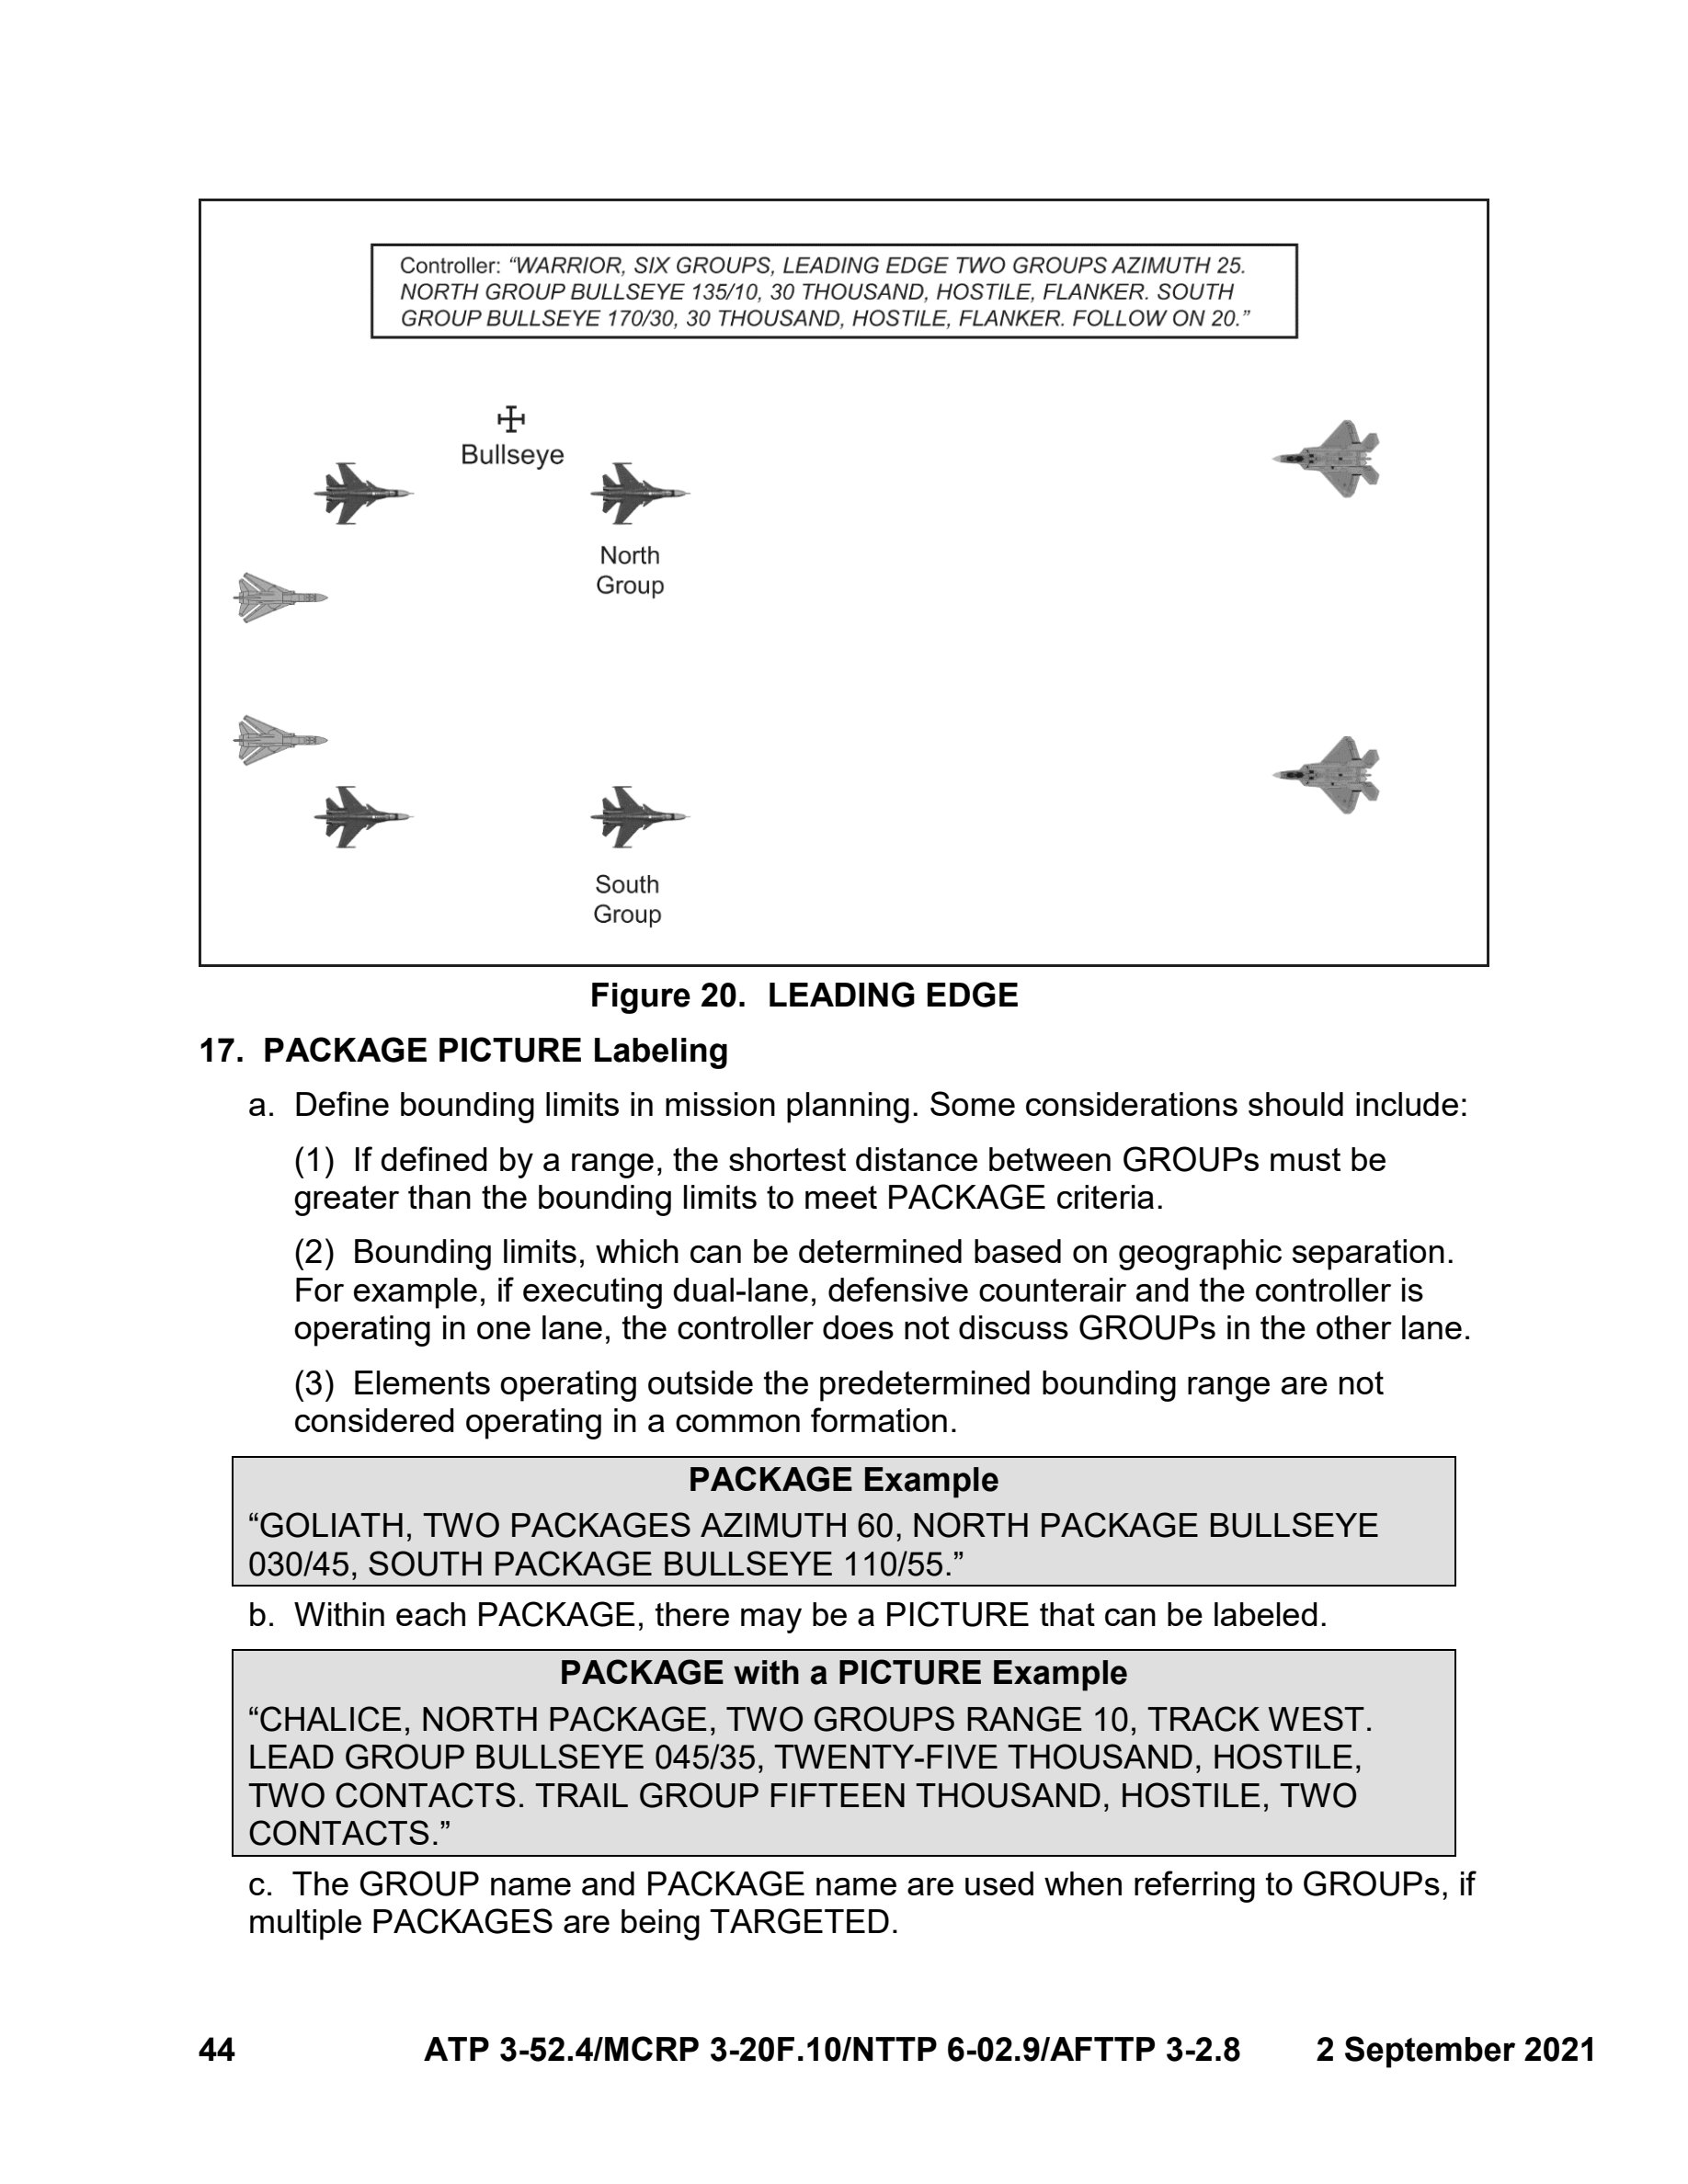 Controller: “WARRIOR, SIX GROUPS, LEADING EDGE TWO GROUPS AZIMUTH 25.
NORTH GROUP BULLSEYE 135/10, 30 THOUSAND, HOSTILE, FLANKER. SOUTH
GROUP BULLSEYE 170/30, 30 THOUSAND, HOSTILE, FLANKER. FOLLOW ON 20.”
Bullseye
North
Group
South
Group
Figure 20. LEADING EDGE
17. PACKAGE PICTURE Labeling
a. Define bounding limits in mission planning. Some considerations should include:
(1) If defined by a range, the shortest distance between GROUPs must be
greater than the bounding limits to meet PACKAGE criteria.
(2) Bounding limits, which can be determined based on geographic separation.
For example, if executing dual-lane, defensive counterair and the controller is
operating in one lane, the controller does not discuss GROUPs in the other lane.
(3) Elements operating outside the predetermined bounding range are not
considered operating in a common formation.
PACKAGE Example
“GOLIATH, TWO PACKAGES AZIMUTH 60, NORTH PACKAGE BULLSEYE
030/45, SOUTH PACKAGE BULLSEYE 110/55.”
b. Within each PACKAGE, there may be a PICTURE that can be labeled.
PACKAGE with a PICTURE Example
“CHALICE, NORTH PACKAGE, TWO GROUPS RANGE 10, TRACK WEST.
LEAD GROUP BULLSEYE 045/35, TWENTY-FIVE THOUSAND, HOSTILE,
TWO CONTACTS. TRAIL GROUP FIFTEEN THOUSAND, HOSTILE, TWO
CONTACTS.”
c. The GROUP name and PACKAGE name are used when referring to GROUPs, if
multiple PACKAGES are being TARGETED.
44 ATP 3-52.4/MCRP 3-20F.10/NTTP 6-02.9/AFTTP 3-2.8 2 September 2021